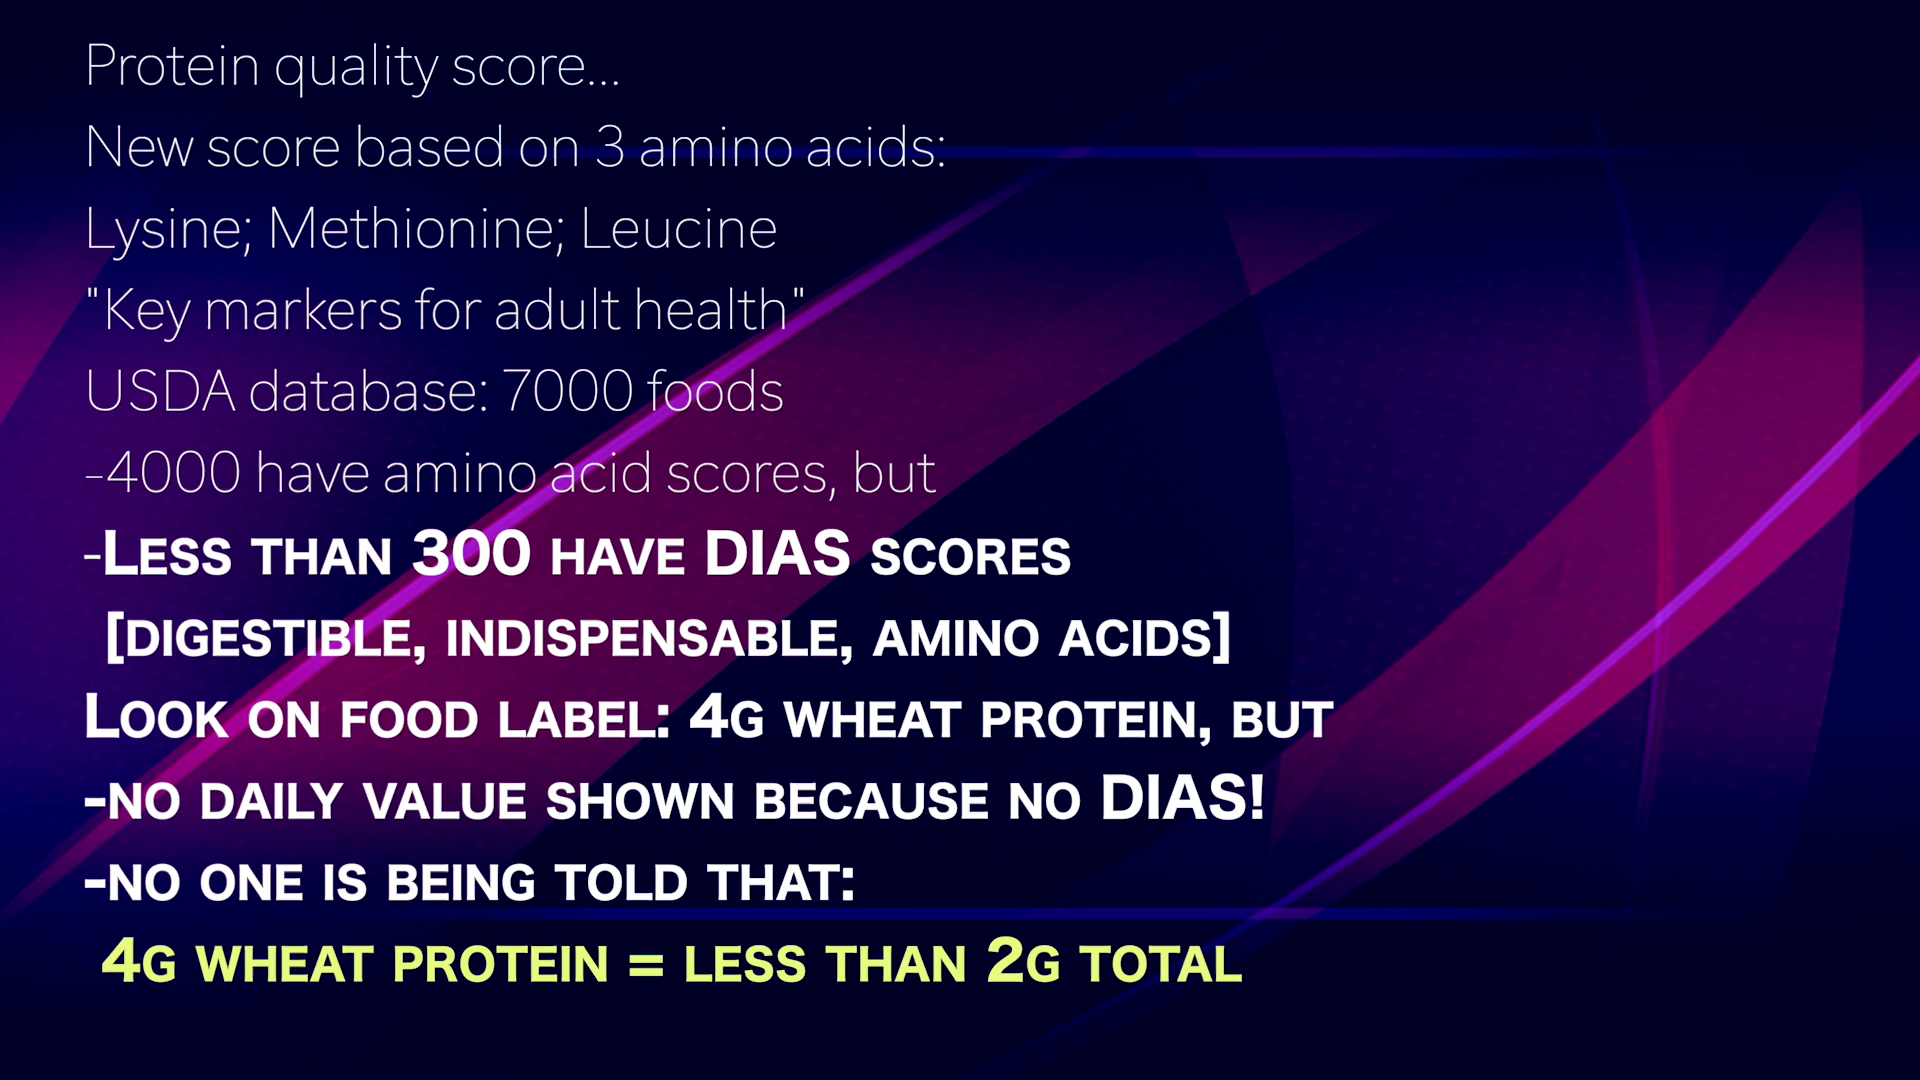 Protein quality score...
New score based on 3 amino acids:
Lysine; Methionine; Leucine
"Key markers for adult health"
USDA database: 7000 foods
-4000 have amino acid scores, but
-Less than 300 have DIAS scores
[digestible, indispensable, amino acids]
Look on food label: 4g wheat protein, but
-no daily value shown because no DIAS!
-no one is being told that:
4g wheat protein = less than 2g total